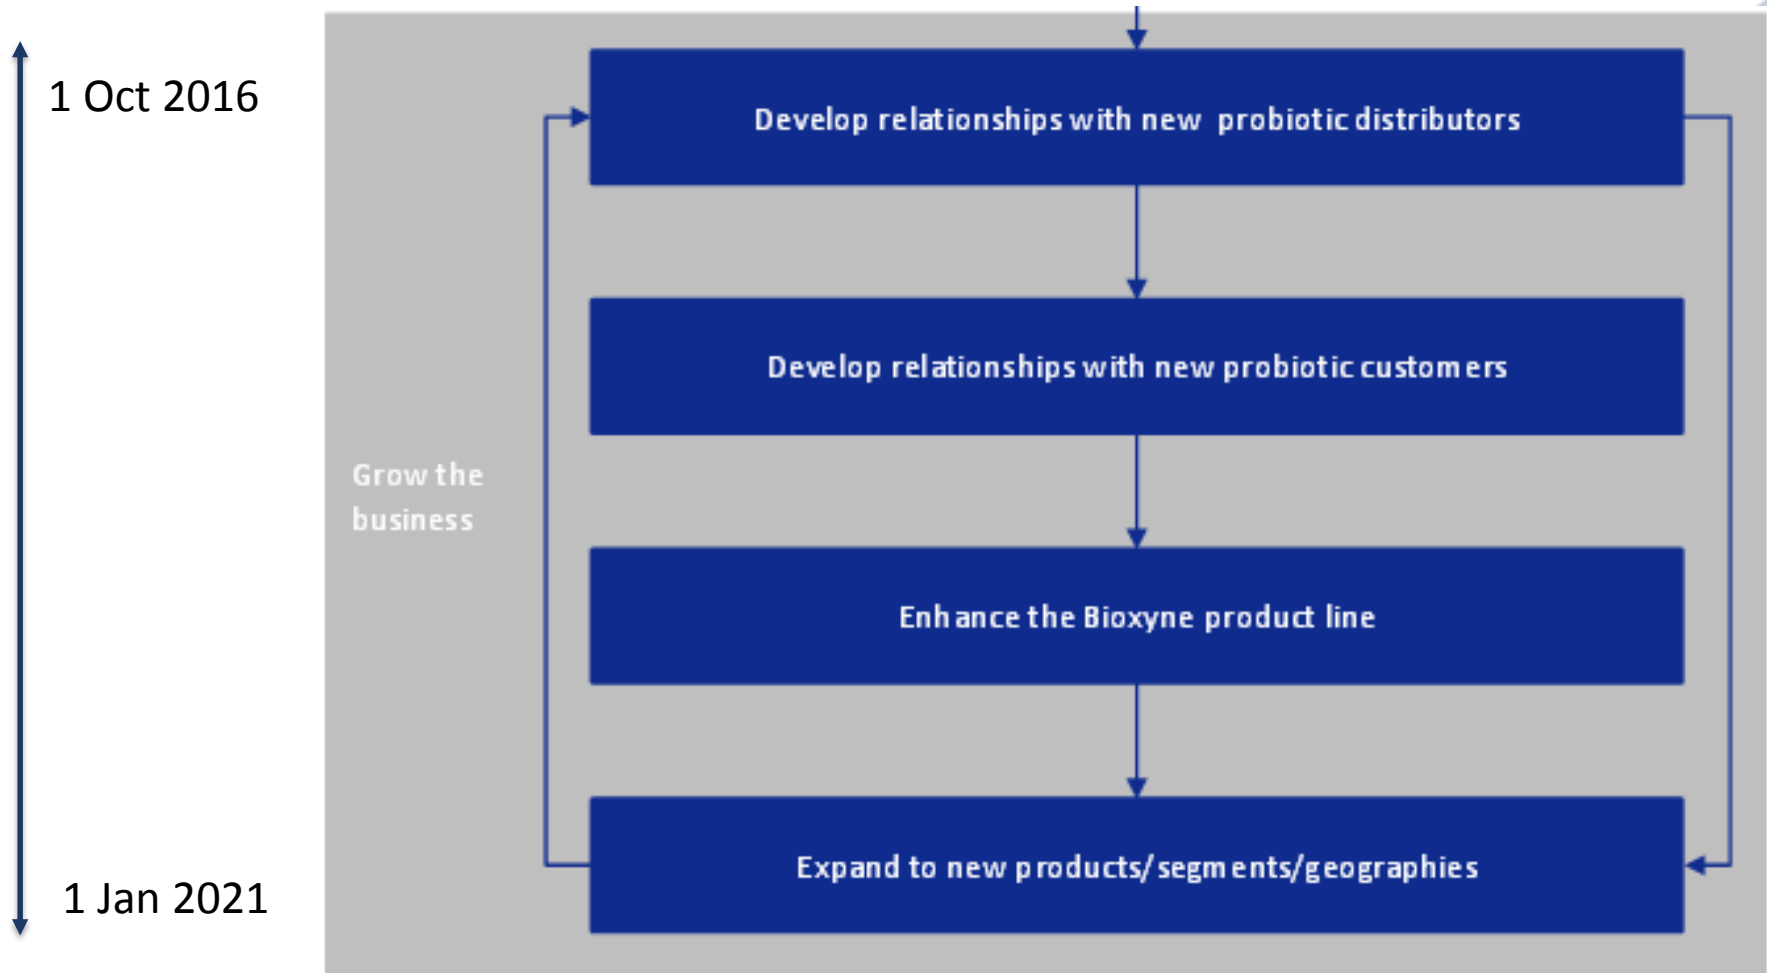 1 Oct 2016
Develop relationships with new probiotic distributors
Develop relationships with new probiotic customers
Grow the
business
Enhance the Bioxyne product line
Expand to new products/segments/geographies
1 Jan 2021